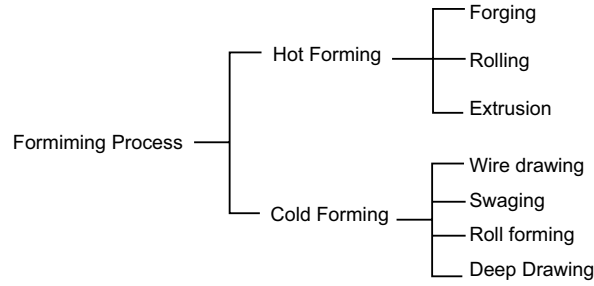 Formiming Process
Hot Forming
Forging
Rolling
Extrusion
Cold Forming
Wire drawing
Swaging
Roll forming
Deep Drawing